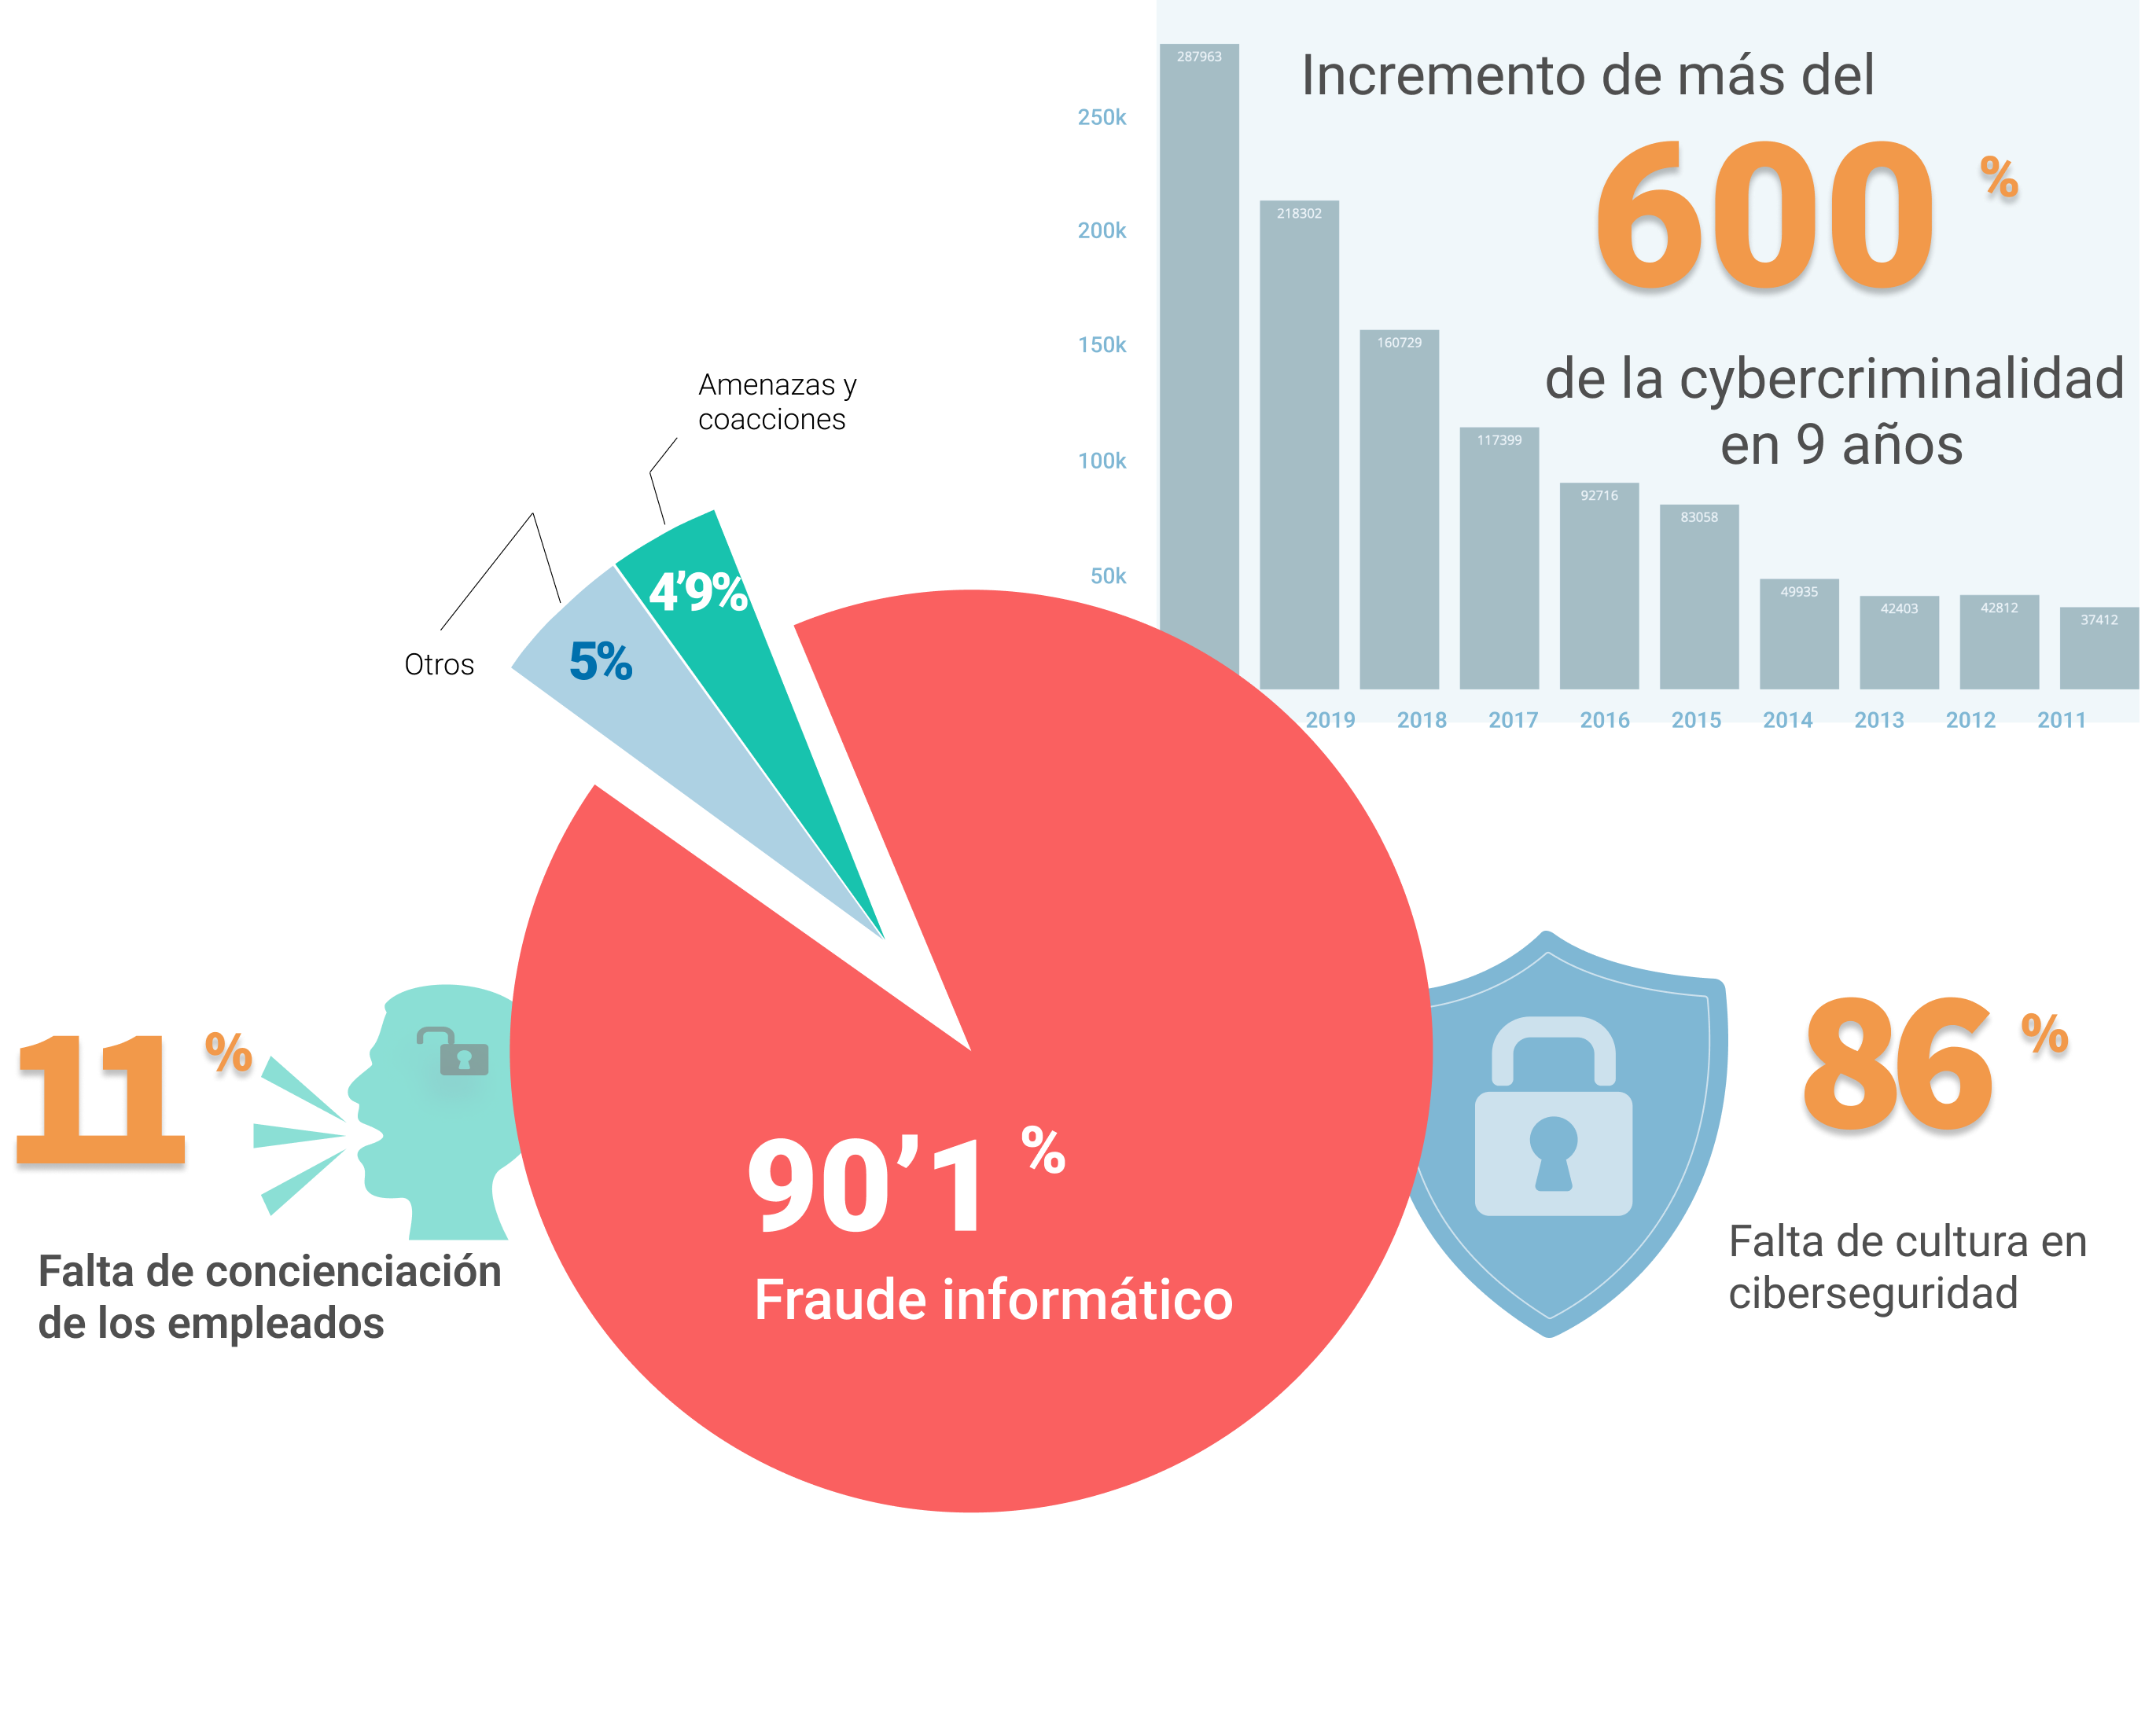 Incremento de más del
600 %
de la cybercriminalidad
en 9 años
287963
218302
160729
117399
92716
83058
49935
42403
42812
37412
250k
200k
150k
100k
50k
2019 2018 2017 2016 2015 2014 2013 2012 2011
Amenazas y
coacciones
4’9%
Otros
5%
90’1 %
Fraude informático
11 %
Falta de concienciación
de los empleados
86 %
Falta de cultura en
ciberseguridad